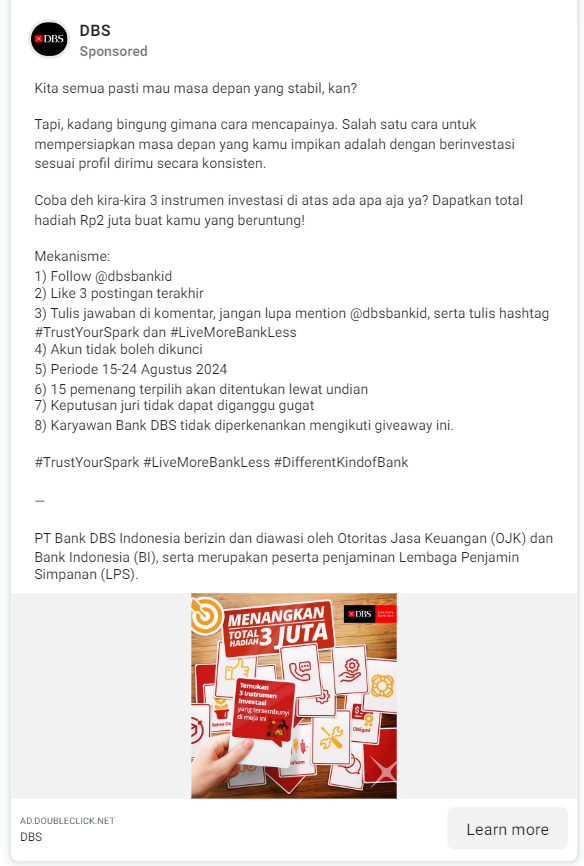 DBS
Sponsored
Kita semua pasti mau masa depan yang stabil, kan?
Tapi, kadang bingung gimana cara mencapainya. Salah satu cara untuk
mempersiapkan masa depan yang kamu impikan adalah dengan berinvestasi
sesuai profil dirimu secara konsisten.
Coba deh kira-kira 3 instrumen investasi di atas ada apa aja ya? Dapatkan total
hadiah Rp2 juta buat kamu yang beruntung!
Mekanisme:
1) Follow @dbsbankid
2) Like 3 postingan terakhir
3) Tulis jawaban di komentar, jangan lupa mention @dbsbankid, serta tulis hashtag
#TrustYourSpark dan #LiveMoreBankLess
4) Akun tidak boleh dikunci
5) Periode 15-24 Agustus 2024
6) 15 pemenang terpilih akan ditentukan lewat undian
7) Keputusan juri tidak dapat diganggu gugat
8) Karyawan Bank DBS tidak diperkenankan mengikuti giveaway ini.
#TrustYourSpark #LiveMoreBankLess #DifferentKindofBank
—
PT Bank DBS Indonesia berizin dan diawasi oleh Otoritas Jasa Keuangan (OJK) dan
Bank Indonesia (BI), serta merupakan peserta penjaminan Lembaga Penjamin
Simpanan (LPS).
MENANGKAN
TOTAL HADIAH 3 JUTA
DBS
Temukan
3 Instrumen
Investasi
yang tersembunyi
di meja ini
Reksa Da
Obligasi
aham
AD.DOUBLECLICK.NET
DBS
Learn more